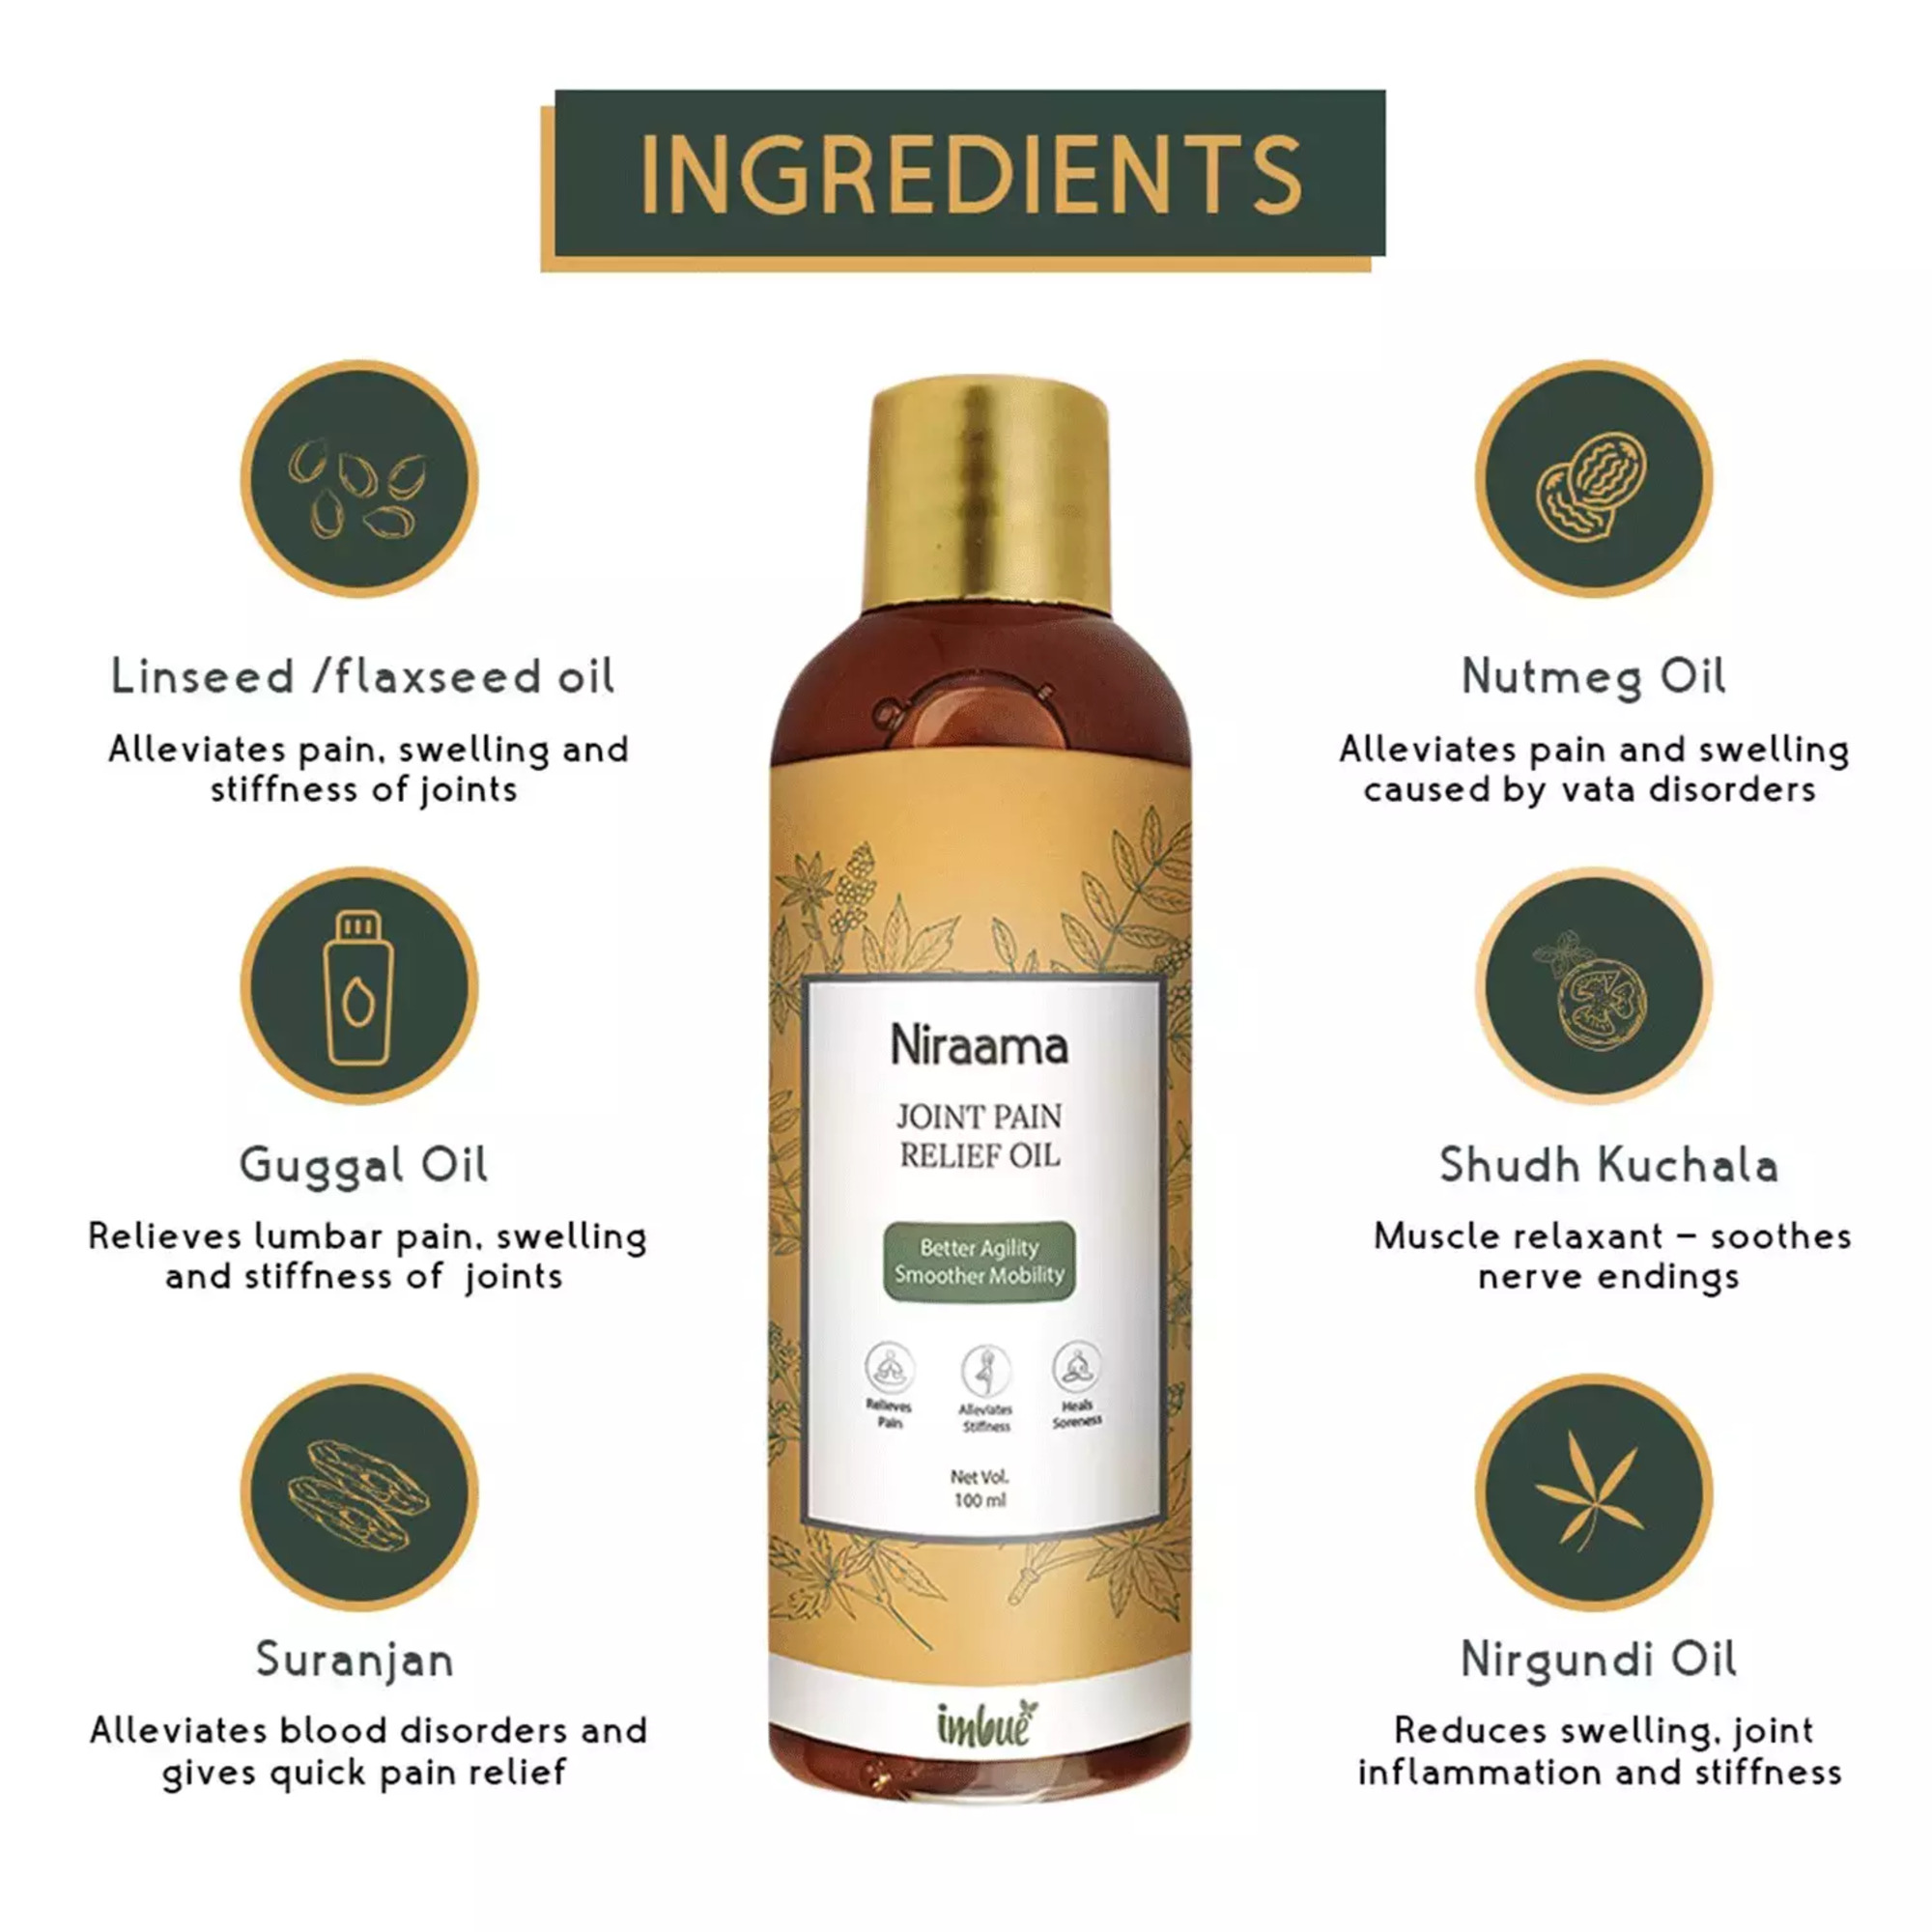 INGREDIENTS
Linseed /flaxseed oil
Alleviates pain, swelling and
stiffness of joints
Guggal Oil
Relieves lumbar pain, swelling
and stiffness of joints
Suranjan
Alleviates blood disorders and
gives quick pain relief
Niraama
JOINT PAIN
RELIEF OIL
Better Agility
Smoother Mobility
Relieves
Pain
Alleviates
Stiffness
Heals
Soreness
Net Vol.
100 ml
imbue
Nutmeg Oil
Alleviates pain and swelling
caused by vata disorders
Shudh Kuchala
Muscle relaxant – soothes
nerve endings
Nirgundi Oil
Reduces swelling, joint
inflammation and stiffness